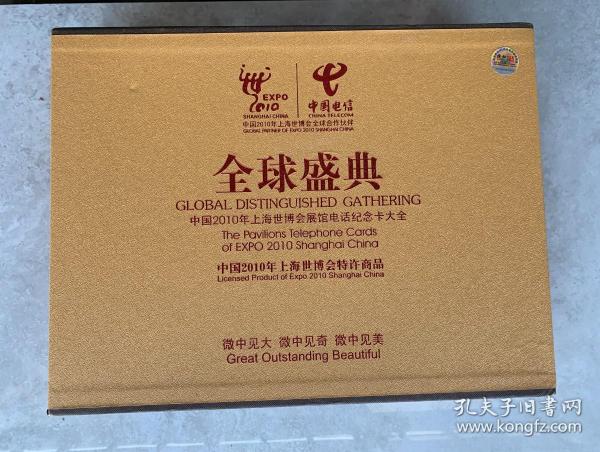 EXPO
2010
SHANGHAI CHINA
中国电信
CHINA TELECOM
中国2010年上海世博会全球合作伙伴
GLOBAL PARTNER OF EXPO 2010 SHANGHAI CHINA
全球盛典
GLOBAL DISTINGUISHED GATHERING
中国2010年上海世博会展馆电话纪念卡大全
The Pavilions Telephone Cards
of EXPO 2010 Shanghai China
中国2010年上海世博会特许商品
Licensed Product of Expo 2010 Shanghai China
微中见大 微中见奇 微中见美
Great Outstanding Beautiful
孔夫子旧书网
www.kongfz.com